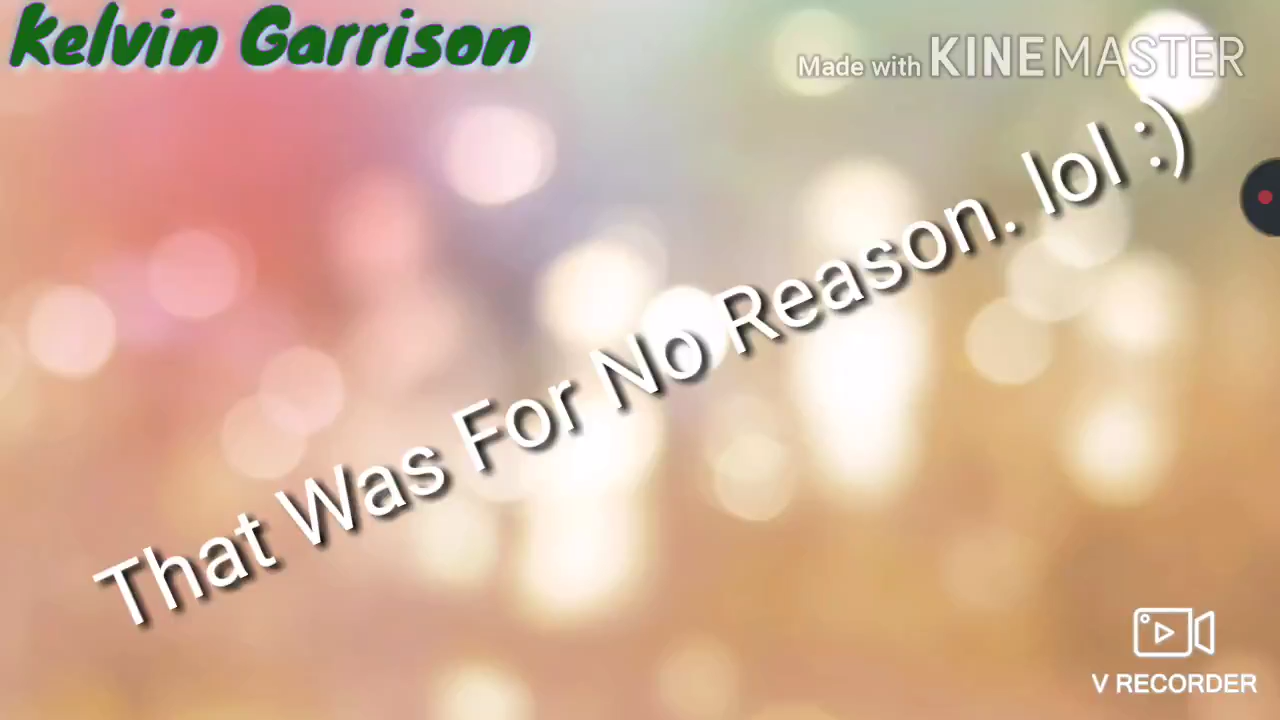 Kelvin Garrison
Made with KINEMASTER
That Was For No Reason. lol :)
V RECORDER